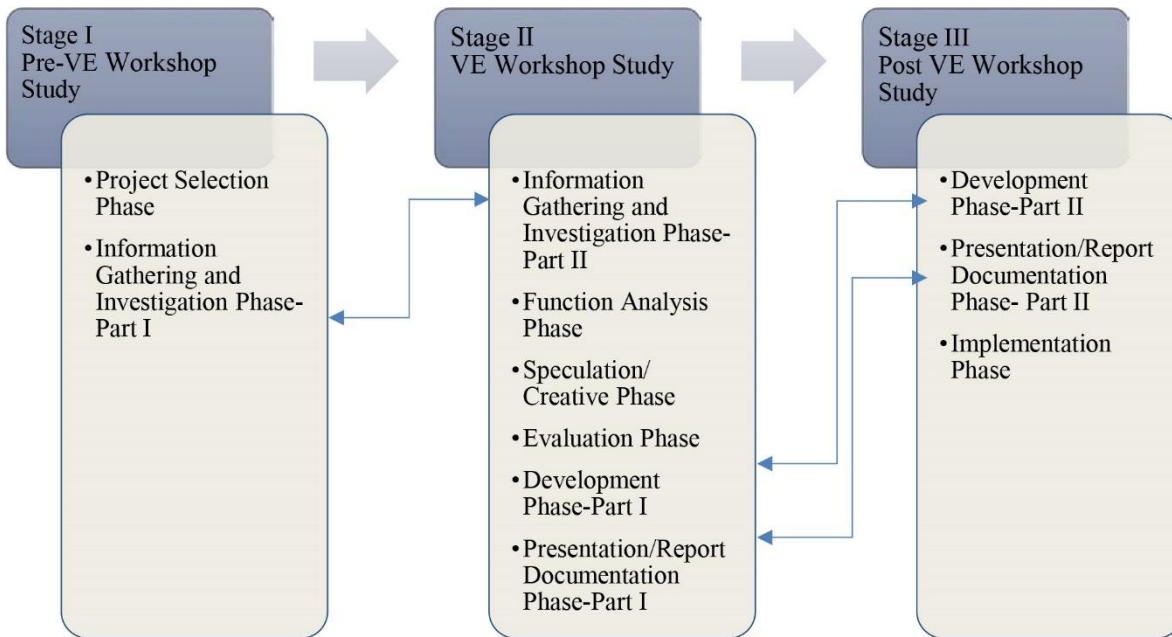 Stage I
Pre-VE Workshop
Study
•Project Selection
Phase
•Information
Gathering and
Investigation Phase-
Part I
Stage II
VE Workshop Study
•Information
Gathering and
Investigation Phase-
Part II
•Function Analysis
Phase
•Speculation/
Creative Phase
•Evaluation Phase
•Development
Phase-Part I
•Presentation/Report
Documentation
Phase-Part I
Stage III
Post VE Workshop
Study
•Development
Phase-Part II
•Presentation/Report
Documentation
Phase- Part II
•Implementation
Phase